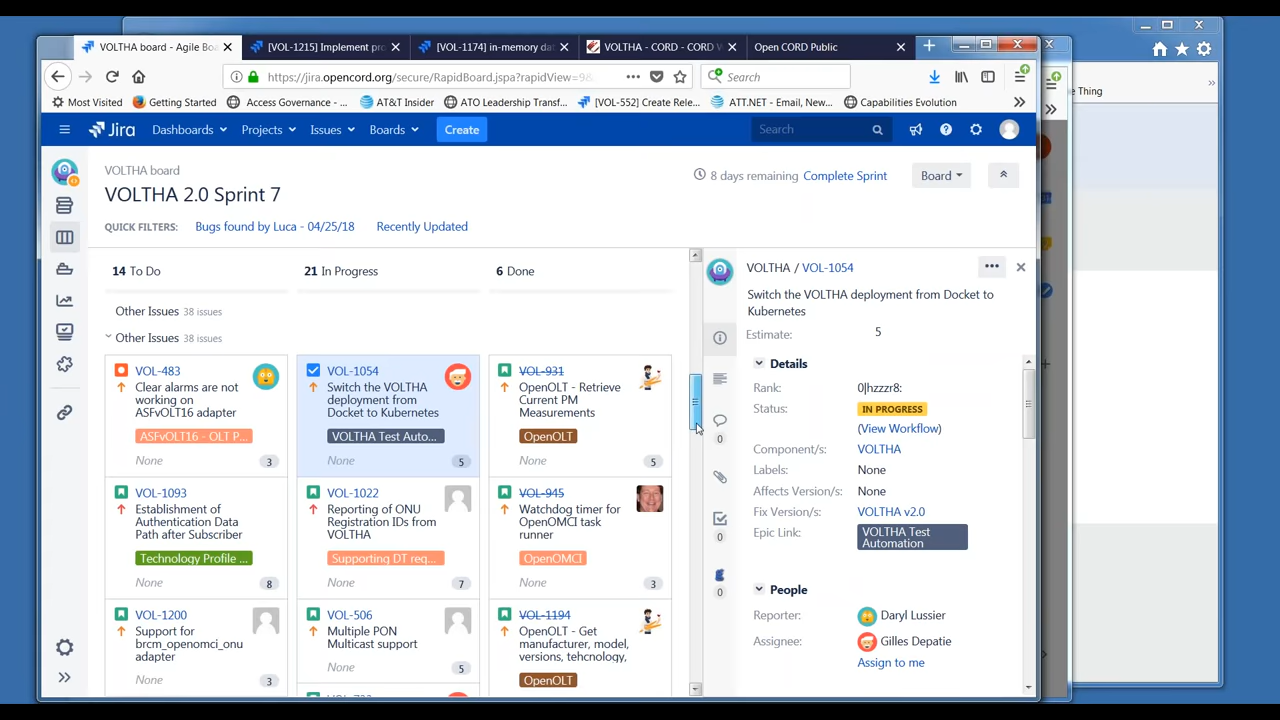 VOLTHA board - Agile Boa
[VOL-1215] Implement pro
[VOL-1174] in-memory da
VOLTHA - CORD - CORD W
Open CORD Public
https://jira.opencord.org/secure/RapidBoard.jspa?rapidView=9&
Search
Most Visited
Getting Started
Access Governance - ...
AT&T Insider
ATO Leadership Transf...
[VOL-552] Create Rele...
ATT.NET - Email, New...
Capabilities Evolution
e Thing
Jira
Dashboards
Projects
Issues
Boards
Create
Search
VOLTHA board
VOLTHA 2.0 Sprint 7
8 days remaining
Complete Sprint
Board
QUICK FILTERS:
Bugs found by Luca - 04/25/18
Recently Updated
14 To Do
21 In Progress
6 Done
Other Issues 38 issues
Other Issues 38 issues
VOL-483
Clear alarms are not
working on
ASFvOLT16 adapter
ASFvOLT16 - OLT P...
None
3
VOL-1054
Switch the VOLTHA
deployment from
Docket to Kubernetes
VOLTHA Test Auto...
None
5
VOL-931
OpenOLT - Retrieve
Current PM
Measurements
OpenOLT
None
5
VOL-1093
Establishment of
Authentication Data
Path after Subscriber
Technology Profile ...
None
8
VOL-1022
Reporting of ONU
Registration IDs from
VOLTHA
Supporting DT req...
None
7
VOL-945
Watchdog timer for
OpenOMCI task
runner
OpenOMCI
None
3
VOL-1200
Support for
brcm_openomci_onu
adapter
None
3
VOL-506
Multiple PON
Multicast support
None
5
VOL-1194
OpenOLT - Get
manufacturer, model,
versions, tehcnology,
OpenOLT
VOLTHA / VOL-1054
Switch the VOLTHA deployment from Docket to
Kubernetes
Estimate: 5
Details
Rank: 0|hzzzr8:
Status: IN PROGRESS
(View Workflow)
Component/s: VOLTHA
Labels: None
Affects Version/s: None
Fix Version/s: VOLTHA v2.0
Epic Link: VOLTHA Test
Automation
People
Reporter: Daryl Lussier
Assignee: Gilles Depatie
Assign to me
0
0
0